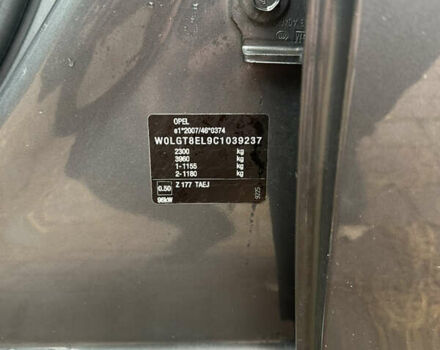 OPEL
e1*2007/46*0374
W0LGT8EL9C1039237
2300 kg
3960 kg
1-1155 kg
2-1180 kg
0.50 Z 177 TAEJ
96kW